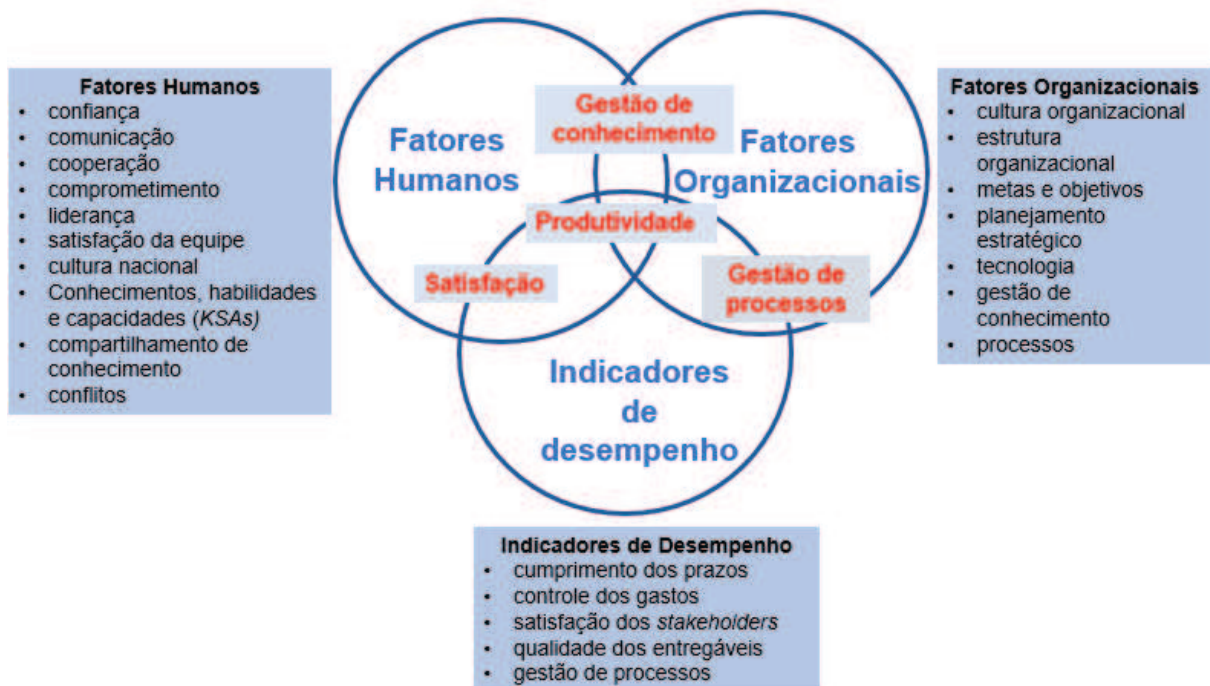 Fatores Humanos
• confiança
• comunicação
• cooperação
• comprometimento
• liderança
• satisfação da equipe
• cultura nacional
• Conhecimentos, habilidades
e capacidades (KSAs)
• compartilhamento de
conhecimento
• conflitos
Fatores
Humanos
Gestão de
conhecimento
Fatores
Organizacionais
Produtividade
Satisfação
Gestão de
processos
Indicadores
de
desempenho
Fatores Organizacionais
• cultura organizacional
• estrutura
organizacional
• metas e objetivos
• planejamento
estratégico
• tecnologia
• gestão de
conhecimento
• processos
Indicadores de Desempenho
• cumprimento dos prazos
• controle dos gastos
• satisfação dos stakeholders
• qualidade dos entregáveis
• gestão de processos